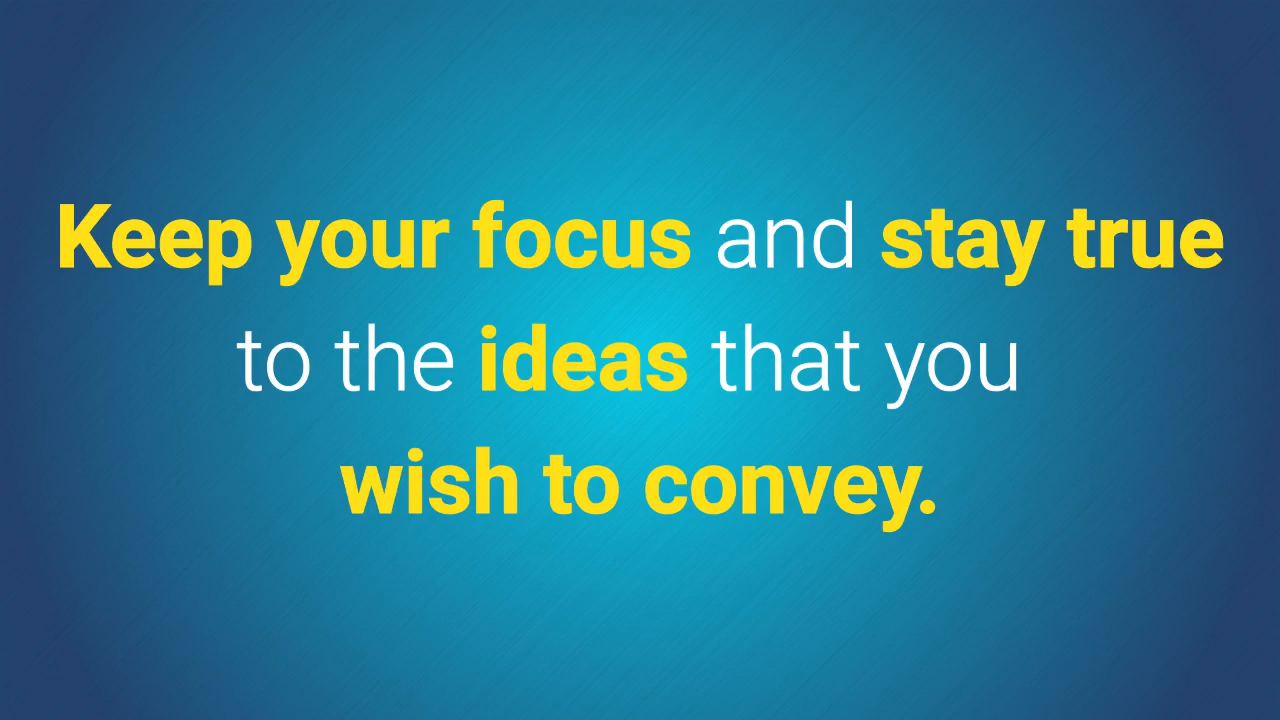 Keep your focus and stay true
to the ideas that you
wish to convey.